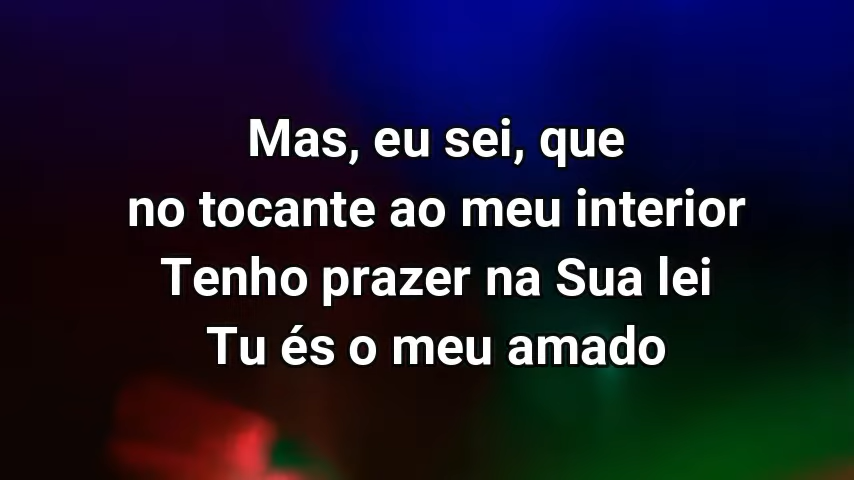 Mas, eu sei, que
no tocante ao meu interior
Tenho prazer na Sua lei
Tu és o meu amado